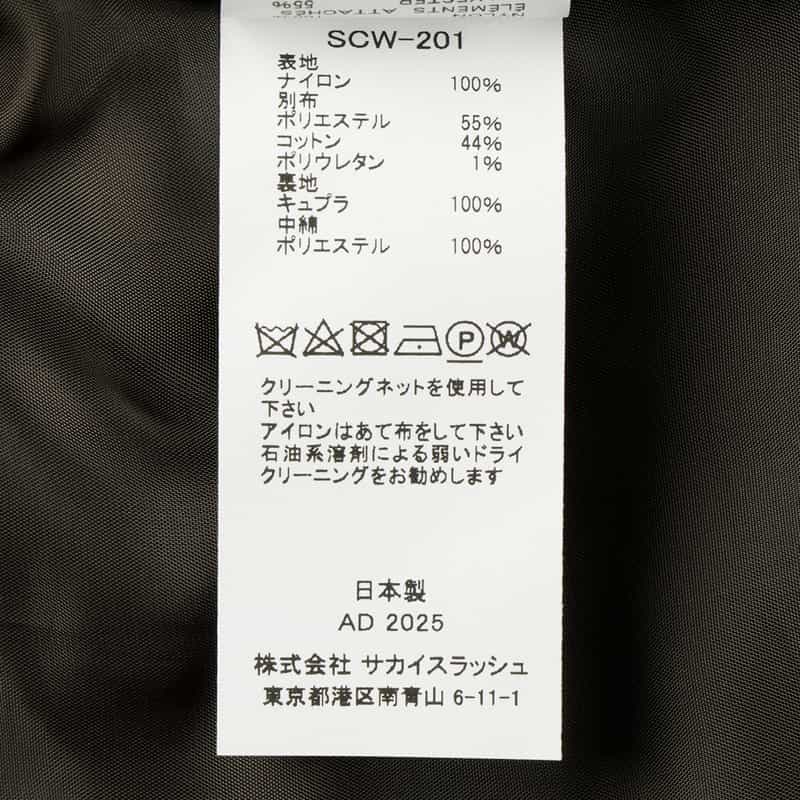 NYLON
ELEMENTS ATTACHES
55%
SCW-201
表地
ナイロン 100%
別布
ポリエステル 55%
コットン 44%
ポリウレタン 1%
裏地
キュプラ 100%
中綿
ポリエステル 100%
P W
クリーニングネットを使用して
下さい
アイロンはあて布をして下さい
石油系溶剤による弱いドライ
クリーニングをお勧めします
日本製
AD 2025
株式会社 サカイスラッシュ
東京都港区南青山 6-11-1